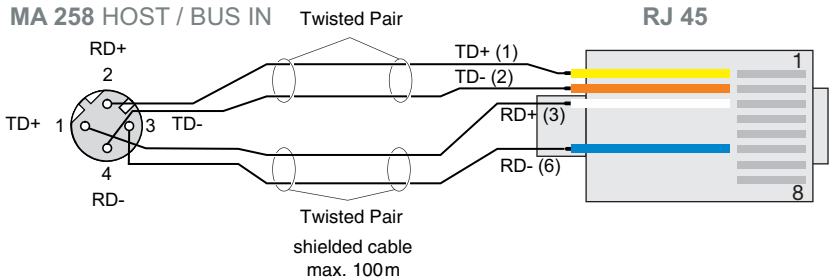 MA 258 HOST / BUS IN
Twisted Pair
RJ 45
RD+
2
TD+ 1
3 TD-
4
RD-
TD+ (1)
TD- (2)
RD+ (3)
RD- (6)
1
8
Twisted Pair
shielded cable
max. 100m